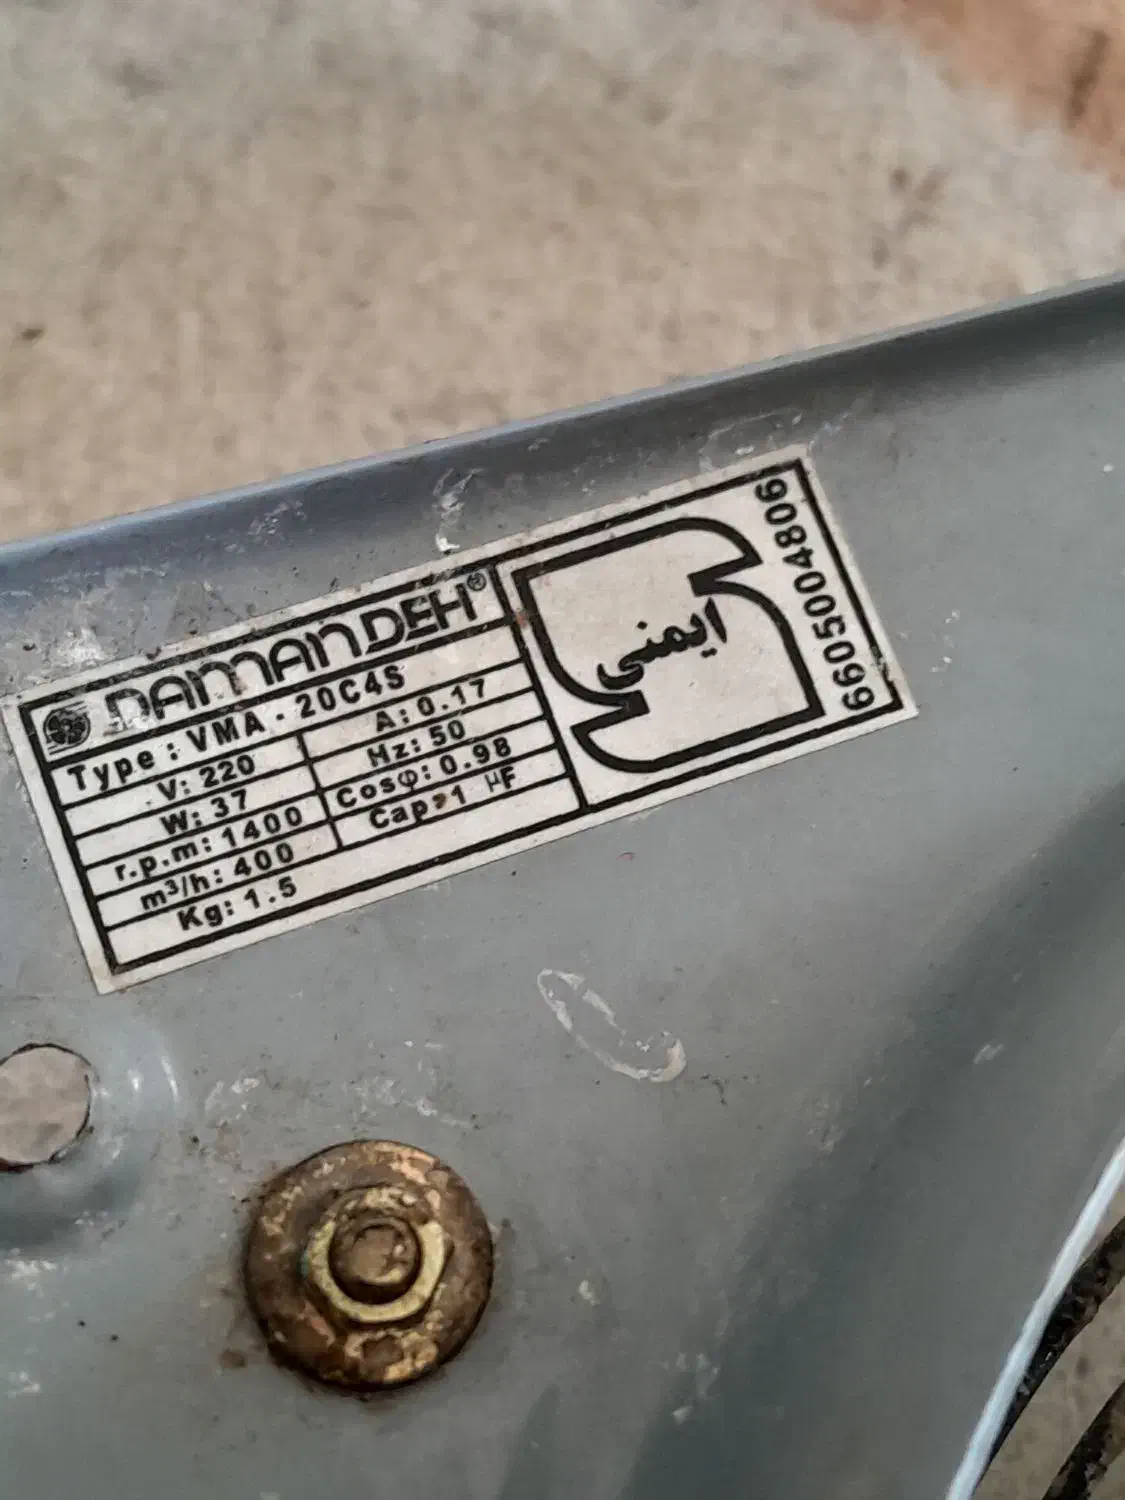 DAMANDEH®
Type: VMA - 20C4S
V: 220 A: 0.17
W: 37 Hz: 50
r.p.m: 1400 Cosφ: 0.98
m³/h: 400 Cap: 1 µF
Kg: 1.5
ایمنی
6605004806